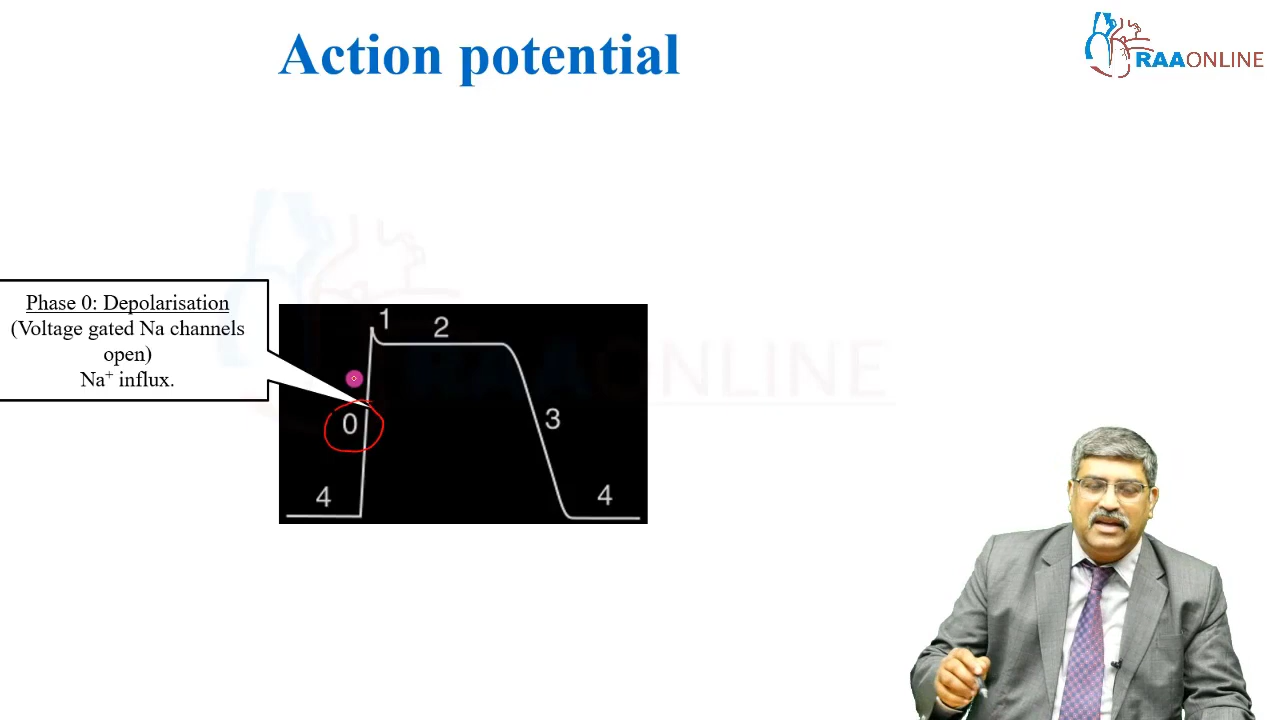 Action potential
RAAONLINE
Phase 0: Depolarisation
(Voltage gated Na channels
open)
Na⁺ influx.
1
2
0
3
4
4
RAAONLINE